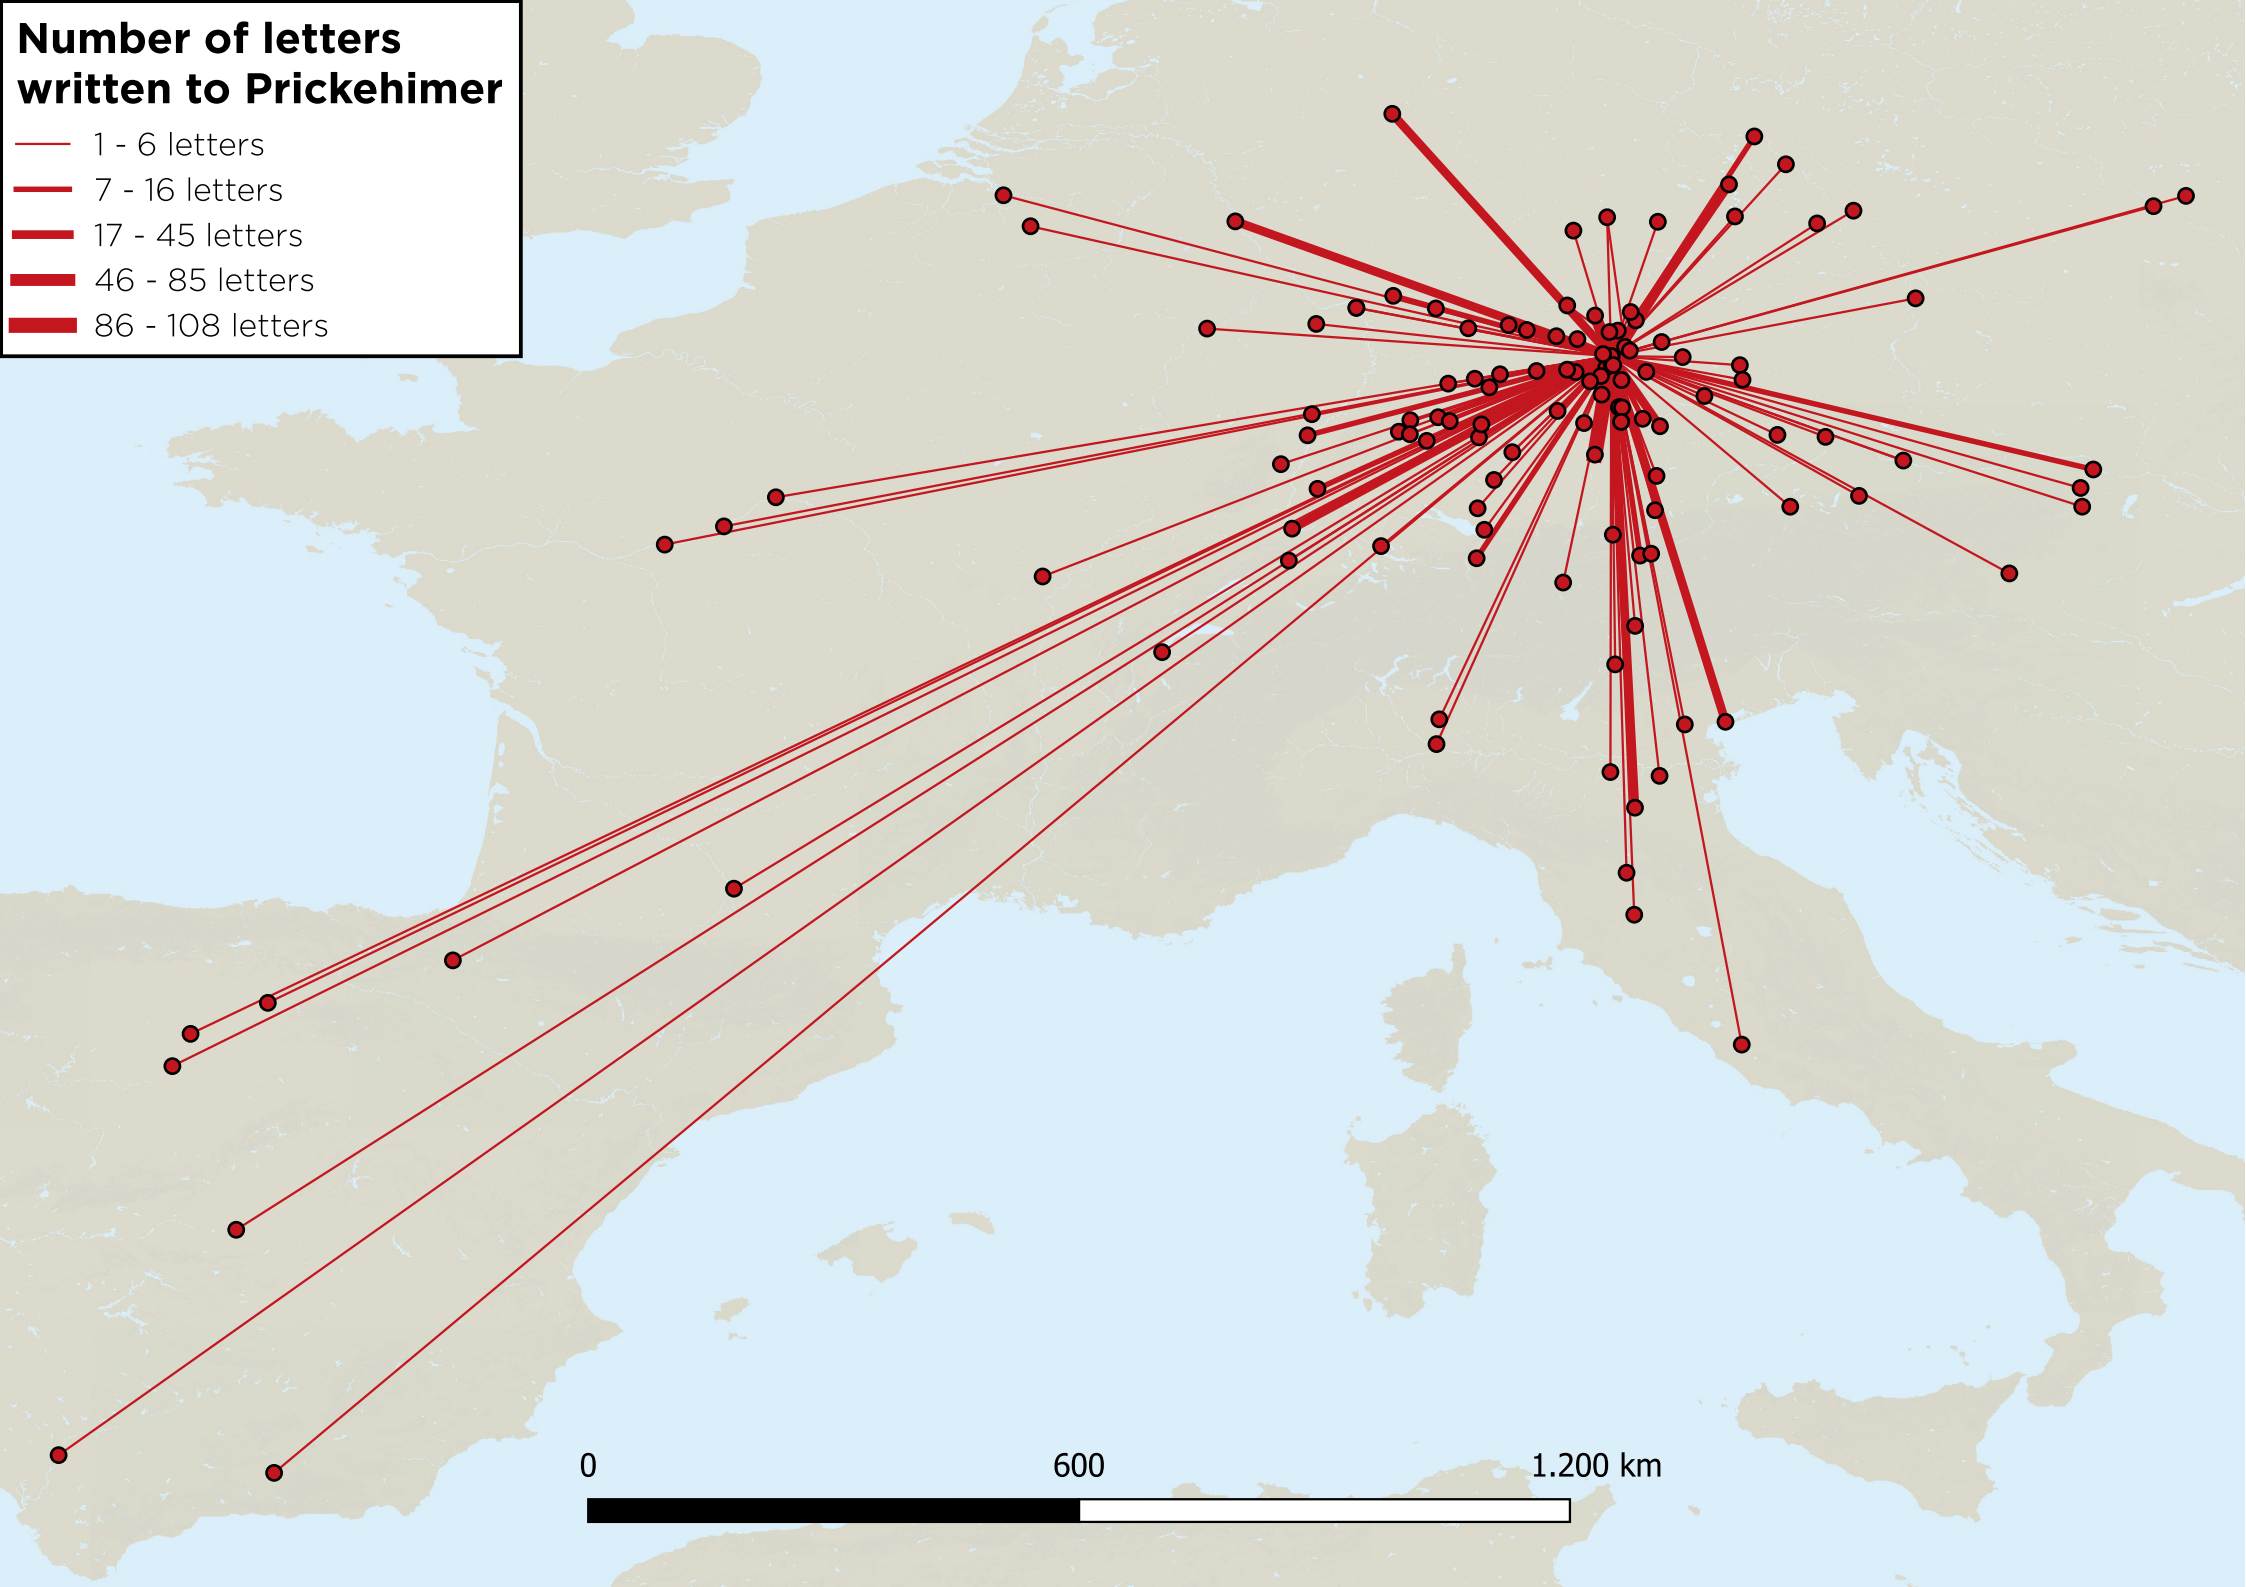 Number of letters
written to Prickehimer
1 - 6 letters
7 - 16 letters
17 - 45 letters
46 - 85 letters
86 - 108 letters
0 600 1.200 km